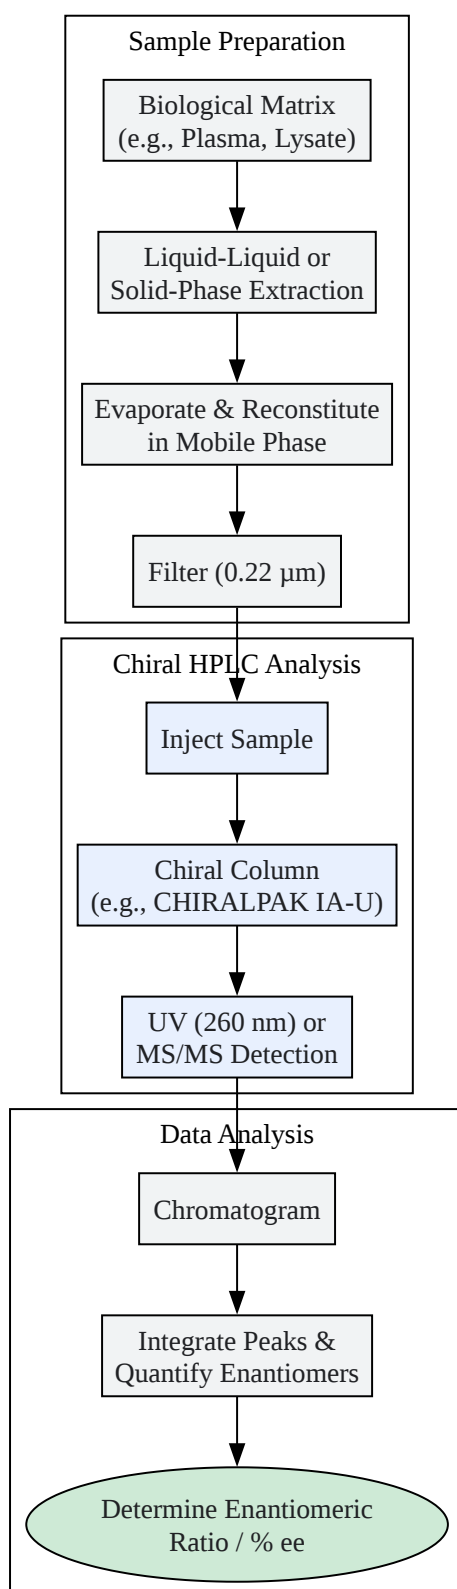 Sample Preparation
Biological Matrix
(e.g., Plasma, Lysate)
Liquid-Liquid or
Solid-Phase Extraction
Evaporate & Reconstitute
in Mobile Phase
Filter (0.22 µm)
Chiral HPLC Analysis
Inject Sample
Chiral Column
(e.g., CHIRALPAK IA-U)
UV (260 nm) or
MS/MS Detection
Data Analysis
Chromatogram
Integrate Peaks &
Quantify Enantiomers
Determine Enantiomeric
Ratio / % ee